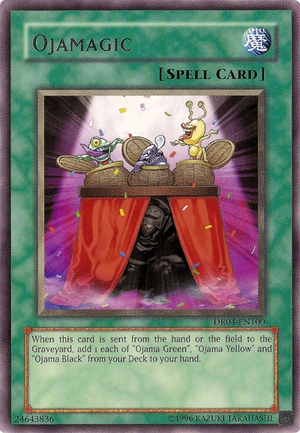 OJAMAGIC
魔
[SPELL CARD]
DR04-EN100
When this card is sent from the hand or the field to the
Graveyard, add 1 each of "Ojama Green", "Ojama Yellow" and
"Ojama Black" from your Deck to your hand.
24643836
©1996 KAZUKI TAKAHASHI